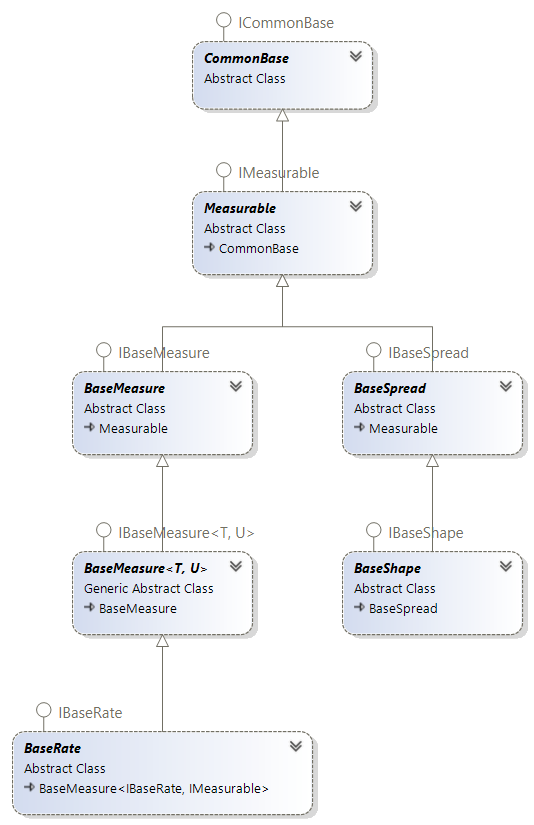 ICommonBase
CommonBase
Abstract Class
IMeasurable
Measurable
Abstract Class
CommonBase
IBaseMeasure
BaseMeasure
Abstract Class
Measurable
IBaseSpread
BaseSpread
Abstract Class
Measurable
IBaseMeasure<T, U>
BaseMeasure<T, U>
Generic Abstract Class
BaseMeasure
IBaseShape
BaseShape
Abstract Class
BaseSpread
IBaseRate
BaseRate
Abstract Class
BaseMeasure<IBaseRate, IMeasurable>